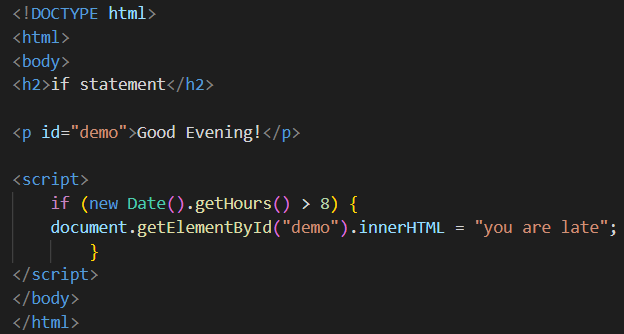 <!DOCTYPE html>
<html>
<body>
<h2>if statement</h2>

<p id="demo">Good Evening!</p>

<script>
    if (new Date().getHours() > 8) {
    document.getElementById("demo").innerHTML = "you are late";
        }
</script>
</body>
</html>